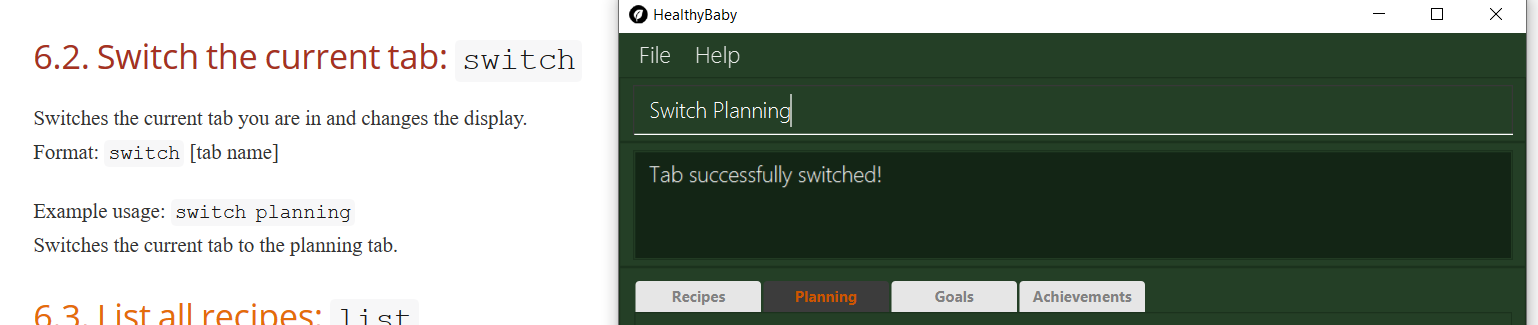 6.2. Switch the current tab: switch
Switches the current tab you are in and changes the display.
Format: switch [tab name]
Example usage: switch planning
Switches the current tab to the planning tab.
6.3. List all recipes: list
HealthyBaby
File Help
Switch Planning
Tab successfully switched!
Recipes Planning Goals Achievements